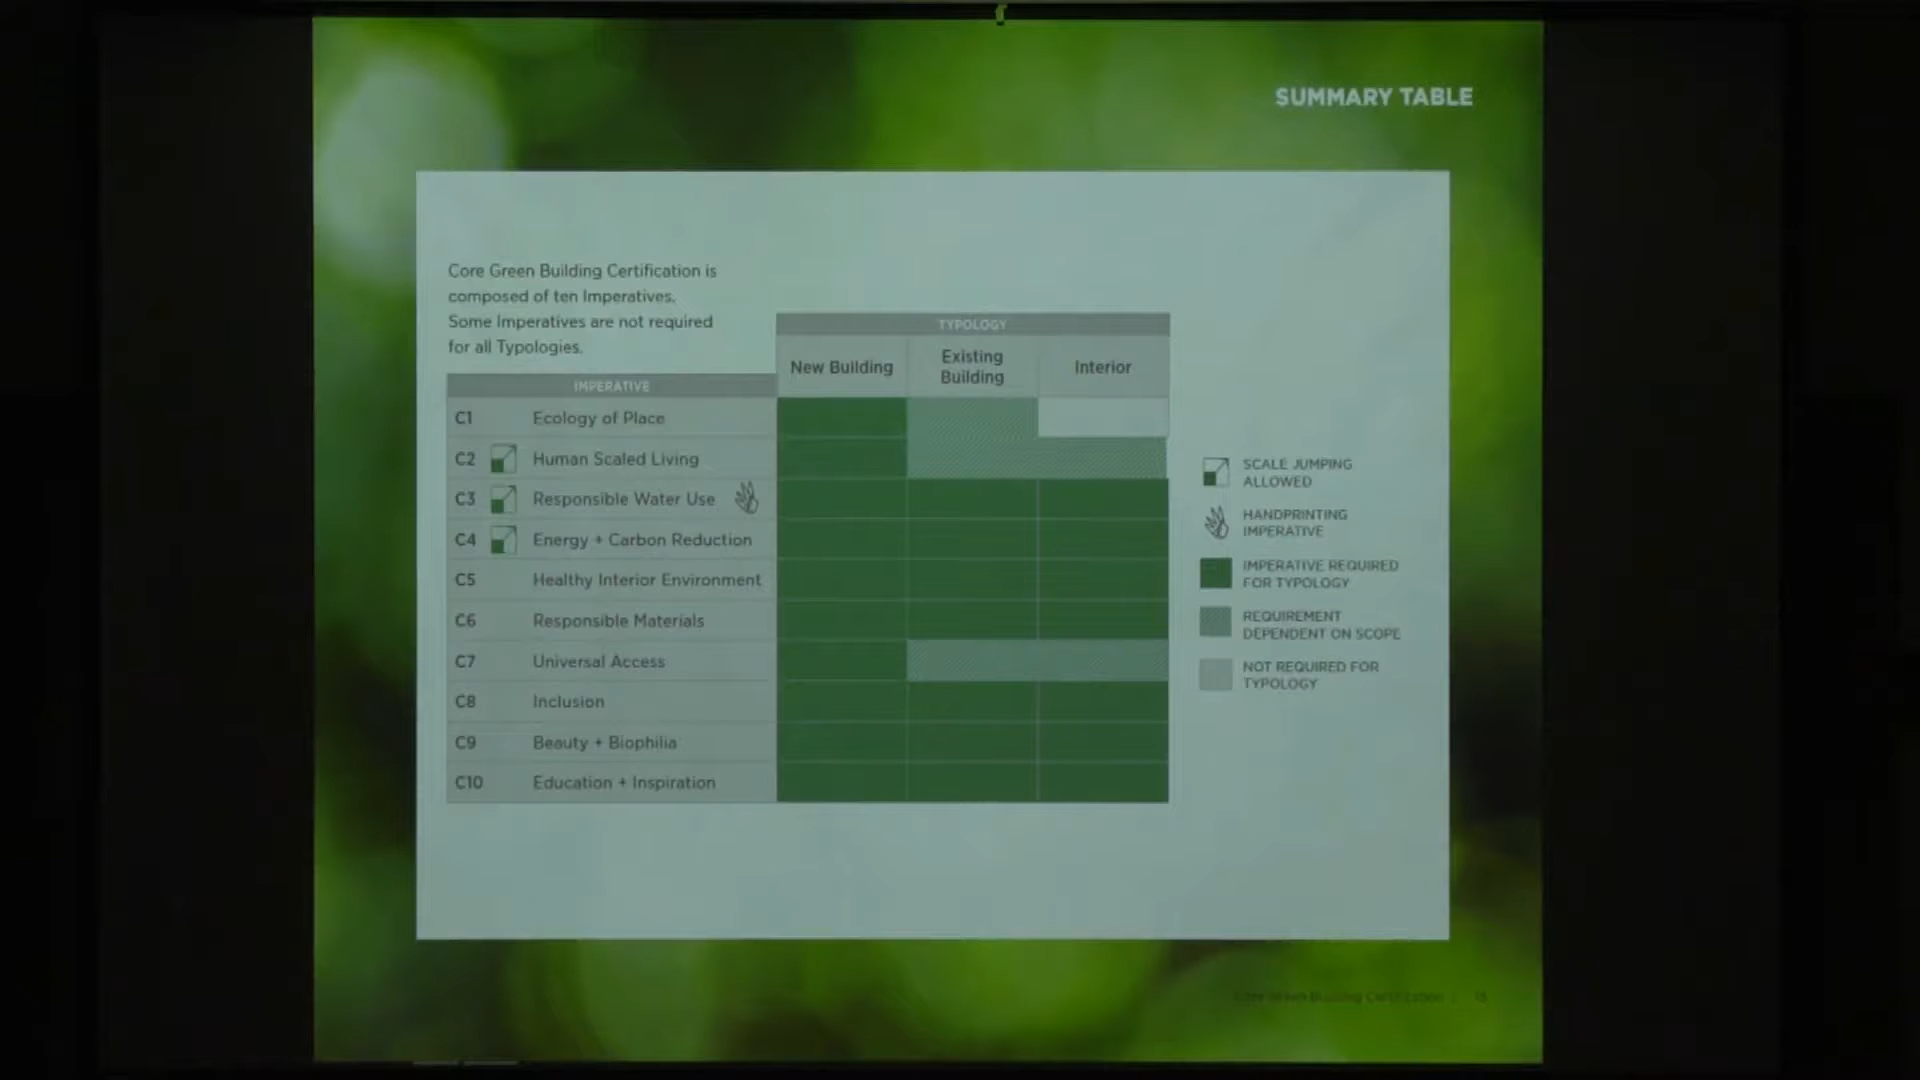 SUMMARY TABLE
Core Green Building Certification is
composed of ten Imperatives.
Some Imperatives are not required
for all Typologies.
TYPOLOGY
New Building
Existing
Building
Interior
IMPERATIVE
C1 Ecology of Place
C2 Human Scaled Living
C3 Responsible Water Use
C4 Energy + Carbon Reduction
C5 Healthy Interior Environment
C6 Responsible Materials
C7 Universal Access
C8 Inclusion
C9 Beauty + Biophilia
C10 Education + Inspiration
SCALE JUMPING
ALLOWED
HANDPRINTING
IMPERATIVE
IMPERATIVE REQUIRED
FOR TYPOLOGY
REQUIREMENT
DEPENDENT ON SCOPE
NOT REQUIRED FOR
TYPOLOGY
Core Green Building Certification |